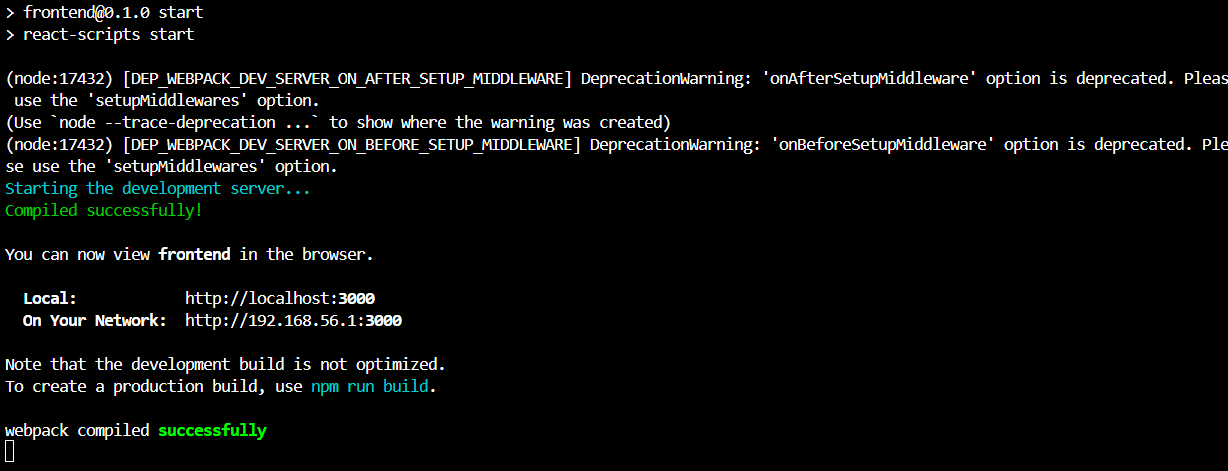 > frontend@0.1.0 start
> react-scripts start
(node:17432) [DEP_WEBPACK_DEV_SERVER_ON_AFTER_SETUP_MIDDLEWARE] DeprecationWarning: 'onAfterSetupMiddleware' option is deprecated. Pleas
use the 'setupMiddlewares' option.
(Use `node --trace-deprecation ...` to show where the warning was created)
(node:17432) [DEP_WEBPACK_DEV_SERVER_ON_BEFORE_SETUP_MIDDLEWARE] DeprecationWarning: 'onBeforeSetupMiddleware' option is deprecated. Ple
se use the 'setupMiddlewares' option.
Starting the development server...
Compiled successfully!
You can now view frontend in the browser.
Local: http://localhost:3000
On Your Network: http://192.168.56.1:3000
Note that the development build is not optimized.
To create a production build, use npm run build.
webpack compiled successfully